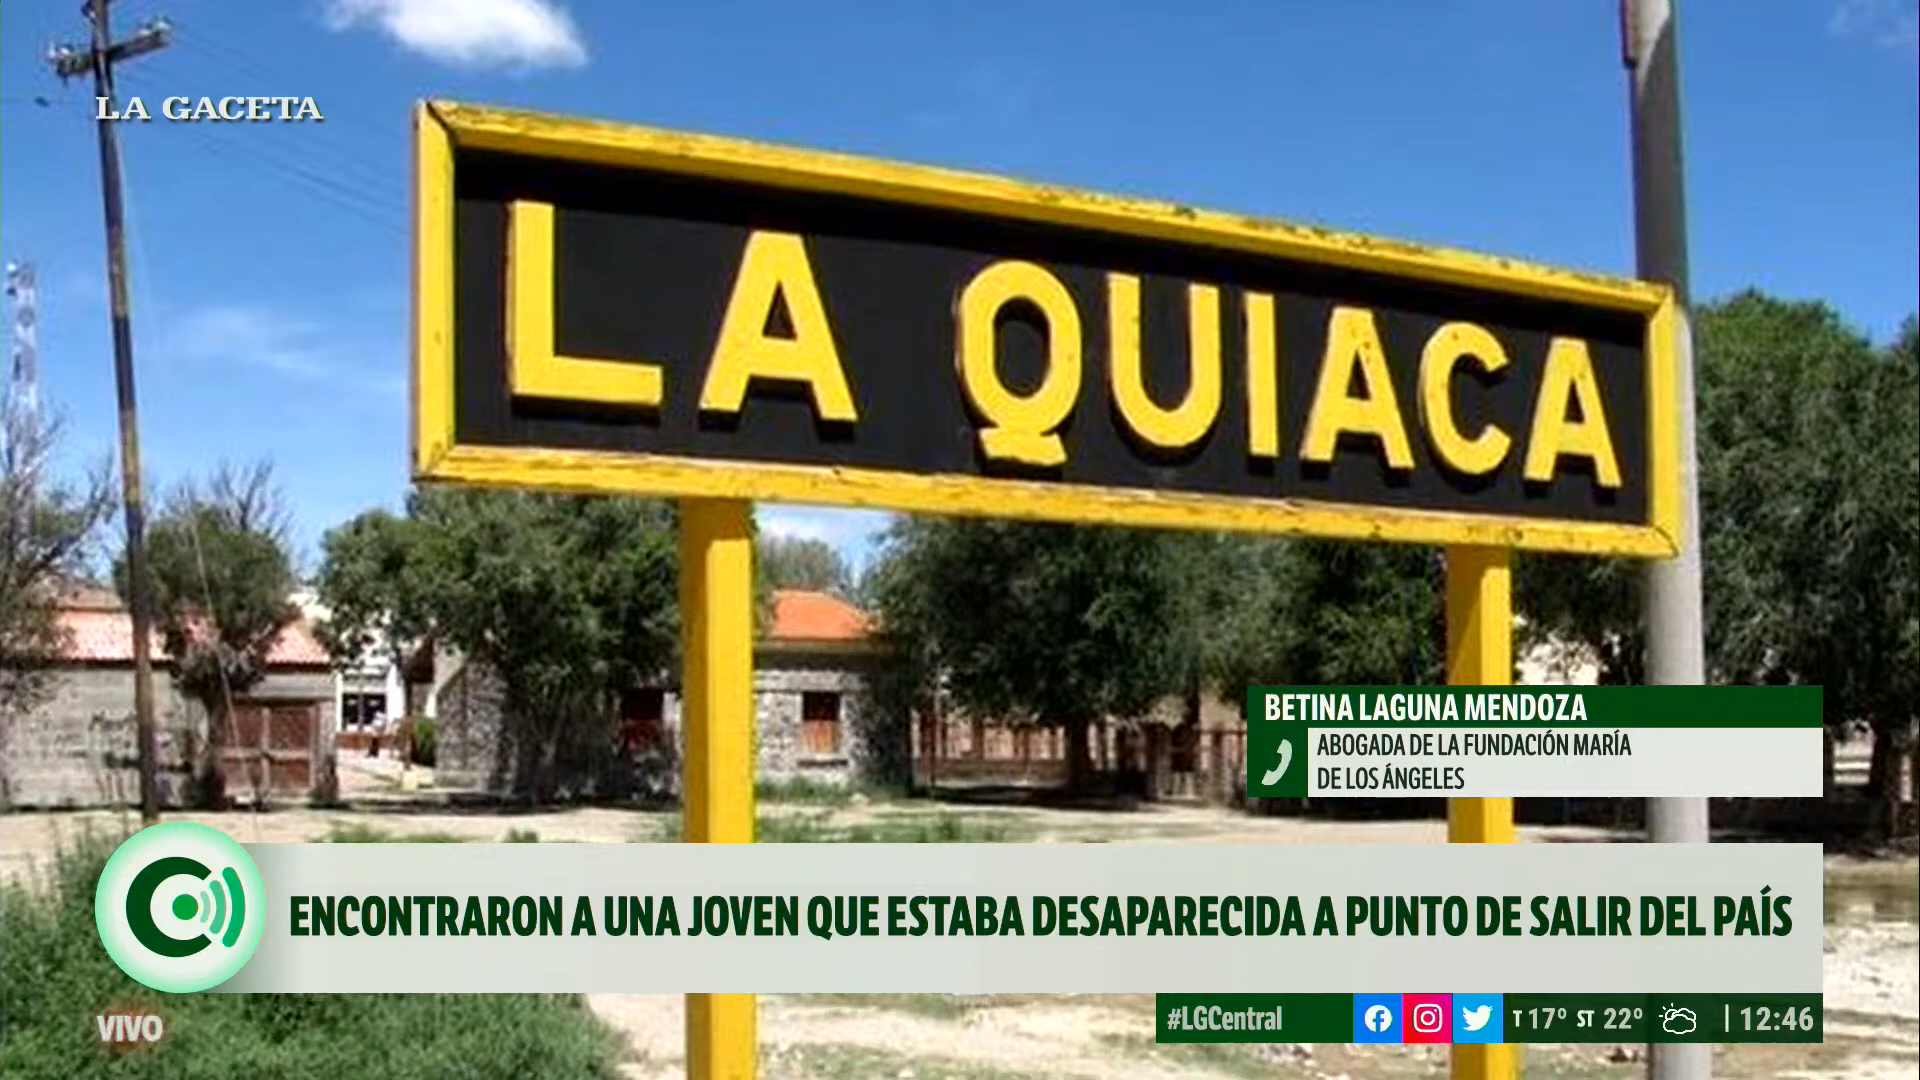 LA GACETA
LA QUIACA
BETINA LAGUNA MENDOZA
ABOGADA DE LA FUNDACIÓN MARÍA
DE LOS ÁNGELES
ENCONTRARON A UNA JOVEN QUE ESTABA DESAPARECIDA A PUNTO DE SALIR DEL PAÍS
VIVO
#LGCentral
T 17° ST 22° | 12:46